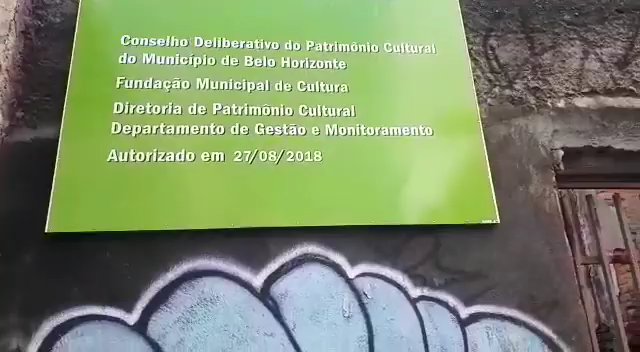 Conselho Deliberativo do Patrimônio Cultural
do Município de Belo Horizonte
Fundação Municipal de Cultura
Diretoria de Patrimônio Cultural
Departamento de Gestão e Monitoramento
Autorizado em 27/08/2018